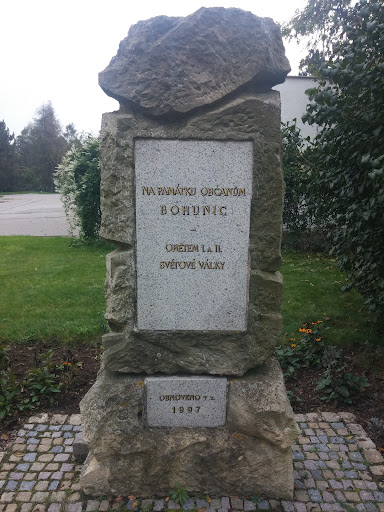 NA PAMÁTKU OBČANŮM
BOHUNIC
–
OBĚTEM I. A II.
SVĚTOVÉ VÁLKY
OBNOVENO V R.
1997